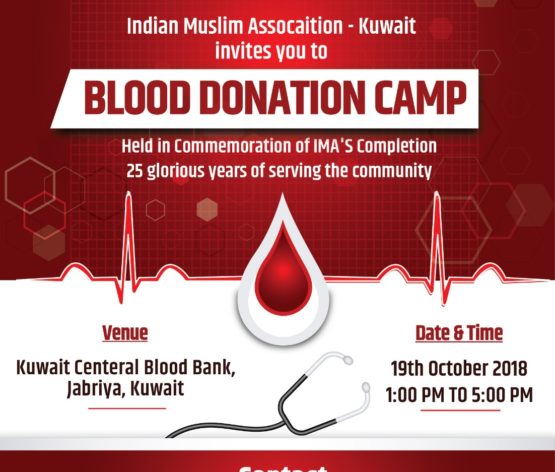 Indian Muslim Assocaition - Kuwait
invites you to
BLOOD DONATION CAMP
Held in Commemoration of IMA'S Completion
25 glorious years of serving the community
Venue
Kuwait Centeral Blood Bank,
Jabriya, Kuwait
Date & Time
19th October 2018
1:00 PM TO 5:00 PM
Contact